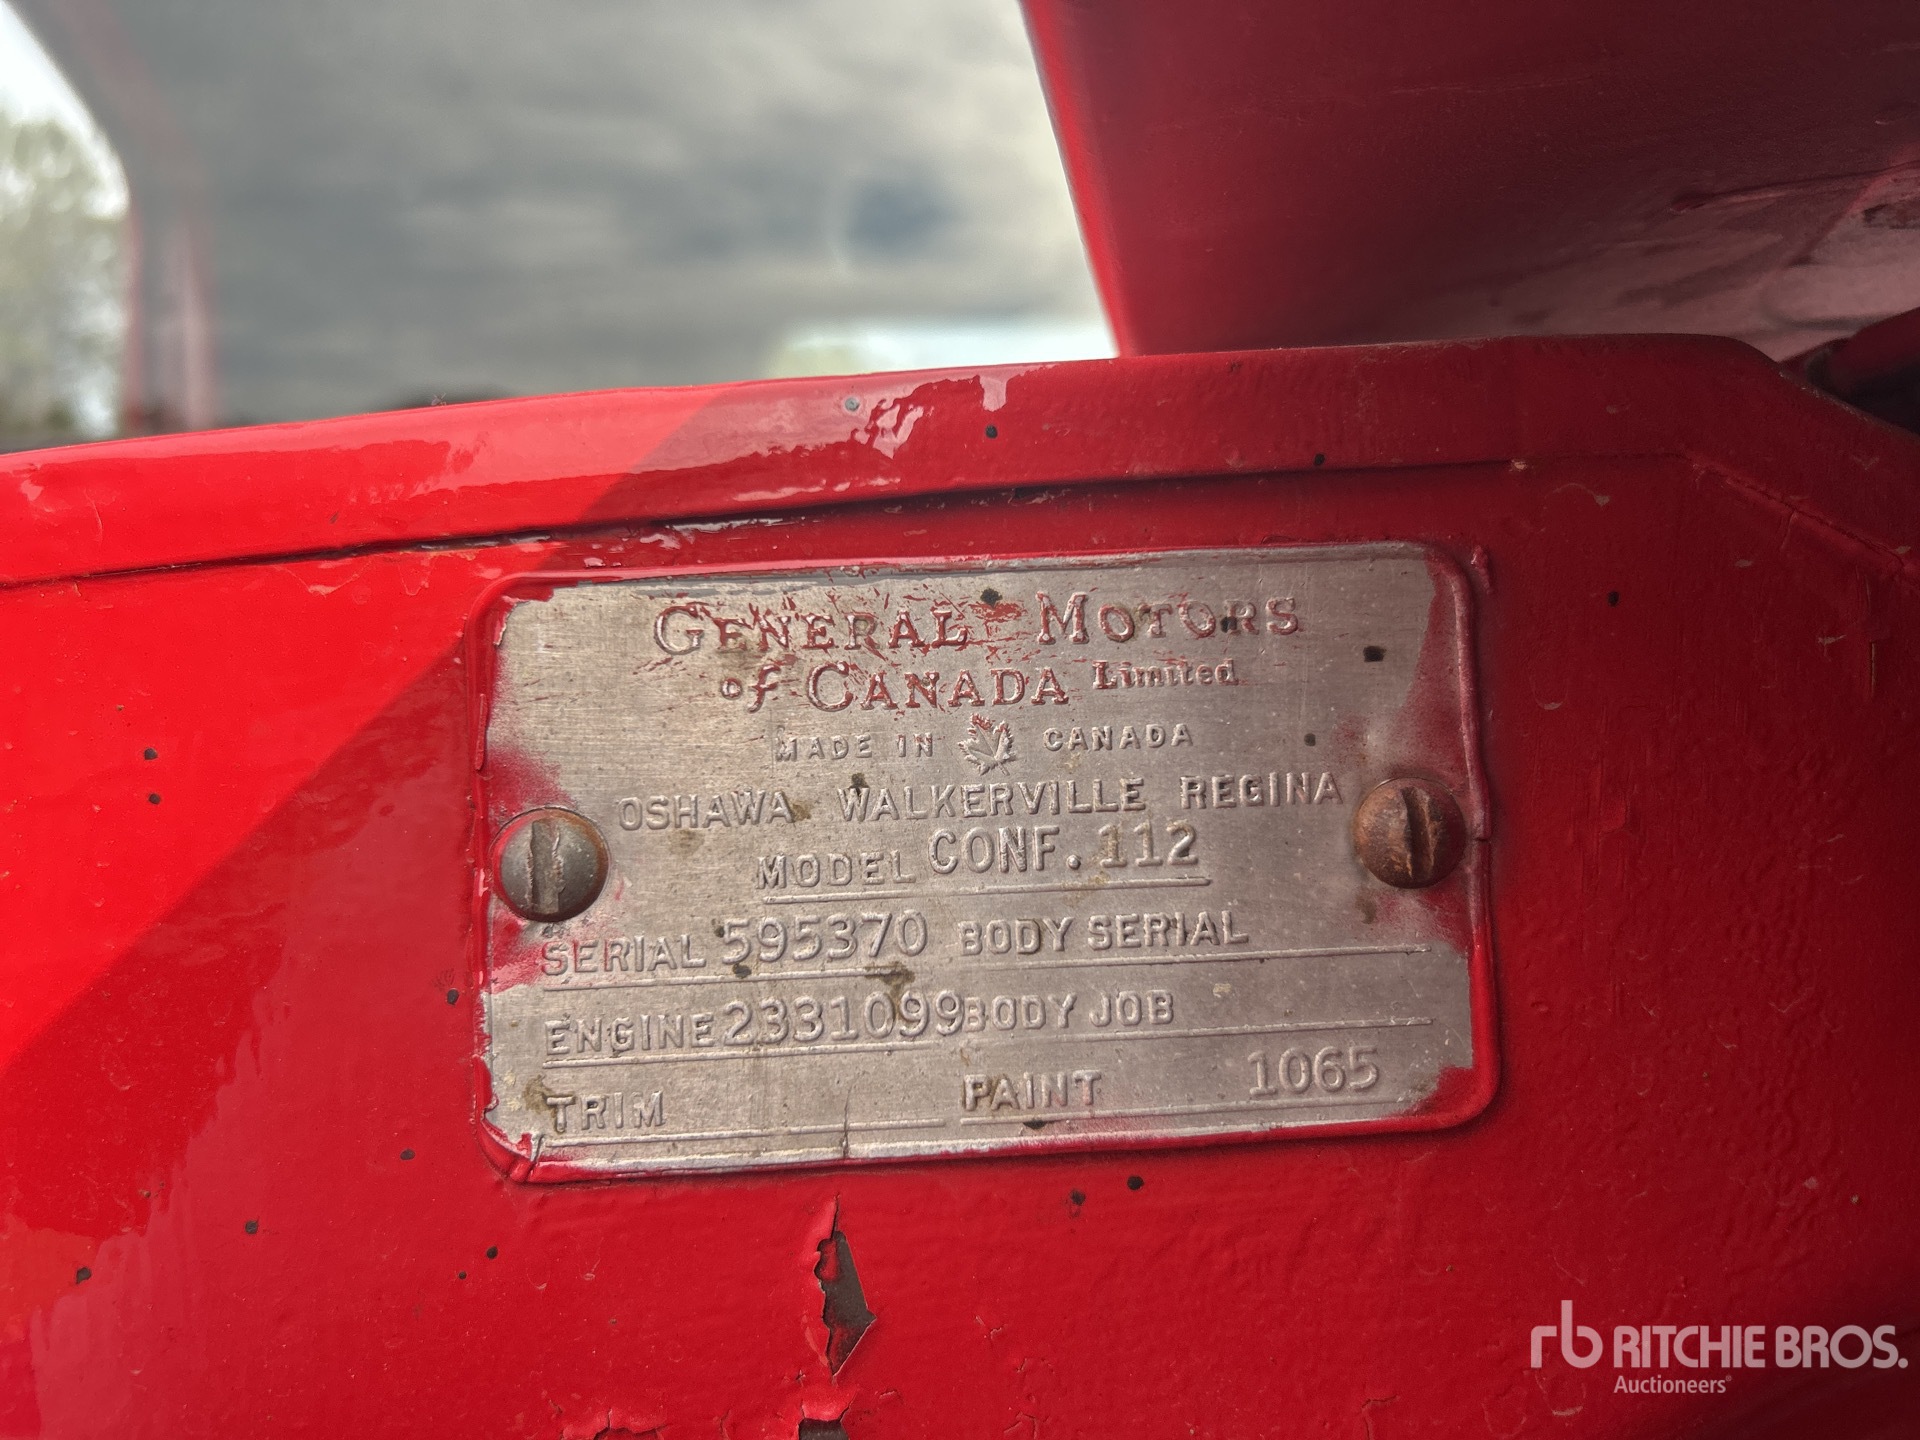 GENERAL MOTORS
of CANADA Limited
MADE IN CANADA
OSHAWA WALKERVILLE REGINA
MODEL CONF. 112
SERIAL 595370 BODY SERIAL
ENGINE 2331099 BODY JOB
TRIM PAINT 1065
rb RITCHIE BROS.
Auctioneers